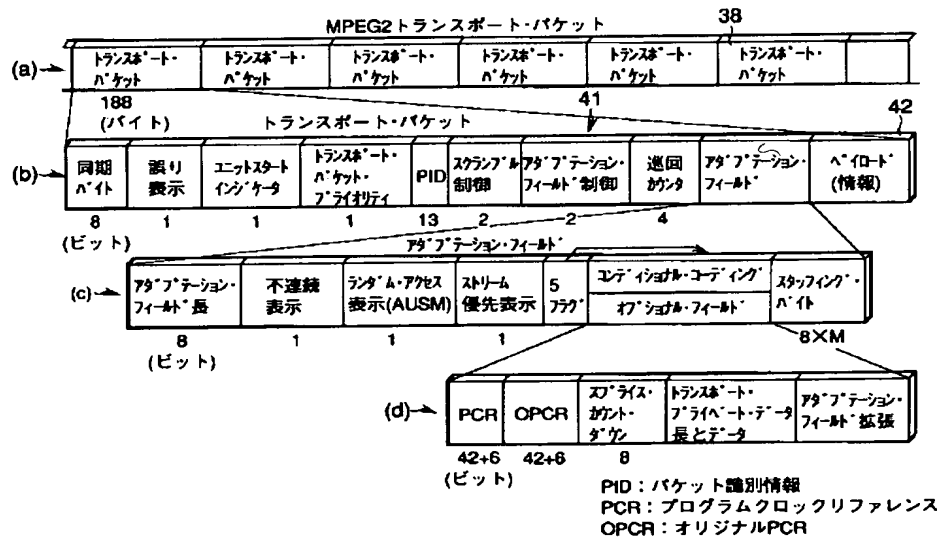 MPEG2トランスポート・パケット
38
(a)
トランスポート・
パケット
トランスポート・
パケット
トランスポート・
パケット
トランスポート・
パケット
トランスポート・
パケット
トランスポート・
パケット
188
(バイト)
トランスポート・パケット
41
42
(b)
同期
バイト
誤り
表示
ユニットスタート
インジケータ
トランスポート・
パケット・
プライオリティ
PID
スクランブル
制御
アダプテーション・
フィールド制御
巡回
カウンタ
アダプテーション・
フィールド
ペイロード
(情報)
8
1
1
1
13
2
2
4
(ビット)
アダプテーション・フィールド
(c)
アダプテーション・
フィールド長
不連続
表示
ランダム・アクセス
表示(AUSM)
ストリーム
優先表示
5
フラグ
コンディショナル・コーディング
オプショナル・フィールド
スタッフィング・
バイト
8
1
1
1
8×M
(ビット)
(d)
PCR
OPCR
スプライス・
カウント・
ダウン
トランスポート・
プライベート・データ
長とデータ
アダプテーション・
フィールド拡張
42+6
42+6
8
(ビット)
PID：パケット識別情報
PCR：プログラムクロックリファレンス
OPCR：オリジナルPCR